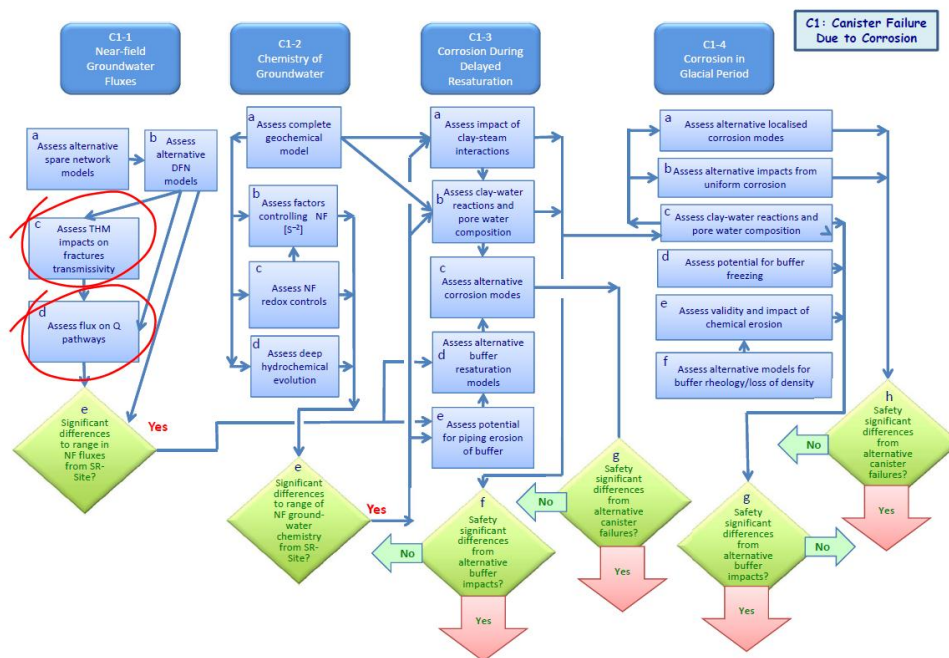 C1: Canister Failure
Due to Corrosion
C1-1
Near-field
Groundwater
Fluxes
a
Assess alternative
spare network
models
b
Assess
alternative
DFN
models
c
Assess THM
impacts on
fractures
transmissivity
d
Assess flux on Q
pathways
e
Significant
differences
to range in
NF fluxes
from SR-
Site?
Yes
C1-2
Chemistry of
Groundwater
a
Assess complete
geochemical
model
b
Assess factors
controlling NF
[S⁻²]
c
Assess NF
redox controls
d
Assess deep
hydrochemical
evolution
e
Significant
differences
to range of
NF ground-
water
chemistry
from SR-
Site?
Yes
C1-3
Corrosion During
Delayed
Resaturation
a
Assess impact of
clay-steam
interactions
b
Assess clay-water
reactions and
pore water
composition
c
Assess alternative
corrosion modes
d
Assess alternative
buffer
resaturation
models
e
Assess potential
for piping erosion
of buffer
f
Safety
significant
differences
from
alternative
buffer
impacts?
No
Yes
g
Safety
significant
differences
from
alternative
canister
failures?
No
Yes
C1-4
Corrosion in
Glacial Period
a
Assess alternative localised
corrosion modes
b
Assess alternative impacts from
uniform corrosion
c
Assess clay-water reactions and
pore water composition
d
Assess potential for buffer
freezing
e
Assess validity and impact of
chemical erosion
f
Assess alternative models for
buffer rheology/loss of density
g
Safety
significant
differences
from
alternative
buffer
impacts?
No
Yes
h
Safety
significant
differences
from
alternative
canister
failures?
No
Yes